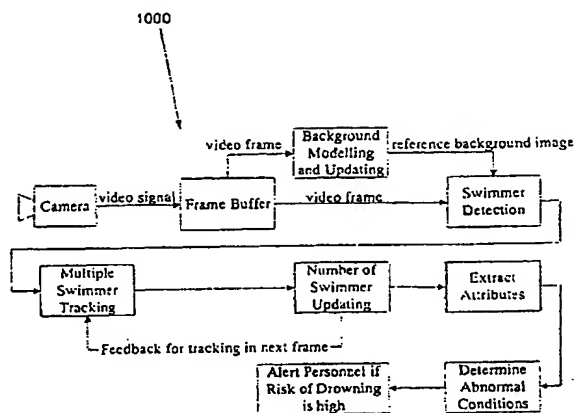 1000
video frame
Background
Modelling
and Updating
reference background image
Camera
video signal
Frame Buffer
video frame
Swimmer
Detection
Multiple
Swimmer
Tracking
Number of
Swimmer
Updating
Extract
Attributes
Feedback for tracking in next frame
Alert Personnel if
Risk of Drowning
is high
Determine
Abnormal
Conditions